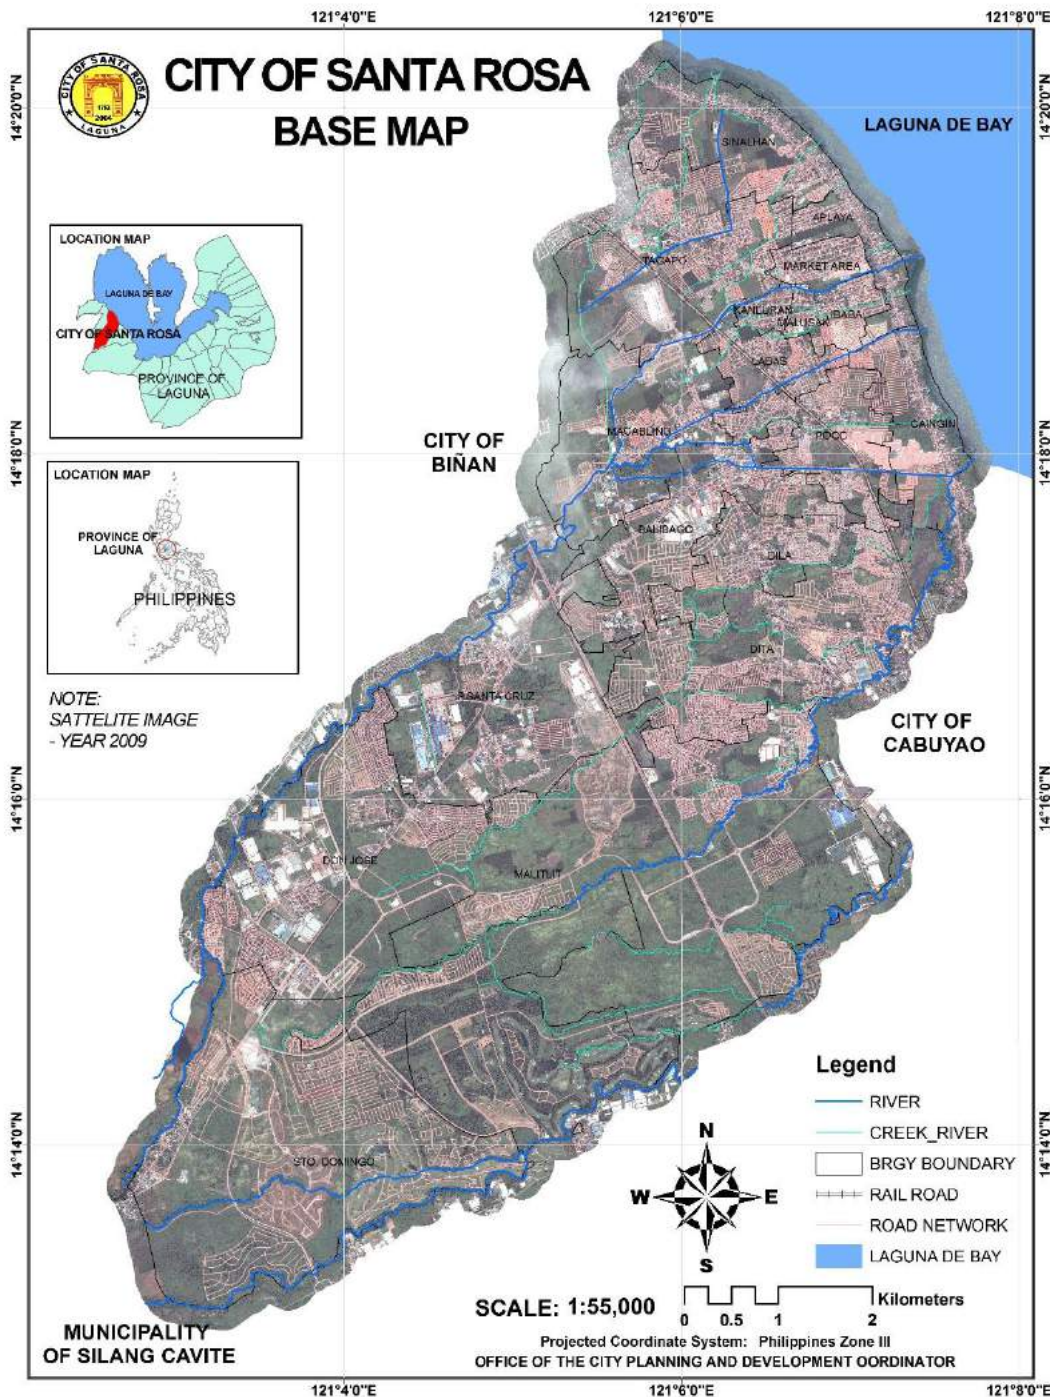 121°4'0"E
121°6'0"E
121°8'0"E
CITY OF SANTA ROSA
BASE MAP
CITY OF SANTA ROSA
LAGUNA
14°20'0"N
14°20'0"N
LAGUNA DE BAY
SINALHAN
APLAYA
TAGAPO
MARKET AREA
KANLURAN
MALUSAK
IBABA
LABAS
MACABLING
POOC
CAINGIN
LOCATION MAP
LAGUNA DE BAY
CITY OF SANTA ROSA
PROVINCE OF
LAGUNA
CITY OF
BIÑAN
14°18'0"N
14°18'0"N
BALIBAGO
DILA
DITA
LOCATION MAP
PROVINCE OF
LAGUNA
PHILIPPINES
NOTE:
SATTELITE IMAGE
- YEAR 2009
SANTA CRUZ
CITY OF
CABUYAO
14°16'0"N
14°16'0"N
DON JOSE
MALITLIT
STO. DOMINGO
14°14'0"N
14°14'0"N
Legend
RIVER
CREEK_RIVER
BRGY BOUNDARY
RAIL ROAD
ROAD NETWORK
LAGUNA DE BAY
N
W
E
S
SCALE: 1:55,000
Kilometers
0 0.5 1 2
MUNICIPALITY
OF SILANG CAVITE
Projected Coordinate System: Philippines Zone III
OFFICE OF THE CITY PLANNING AND DEVELOPMENT OORDINATOR
121°4'0"E
121°6'0"E
121°8'0"E